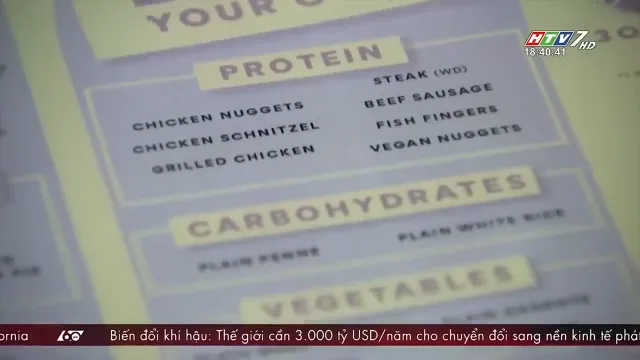 YOUR
HTV7 HD
18:40:41
PROTEIN
CHICKEN NUGGETS
CHICKEN SCHNITZEL
GRILLED CHICKEN
STEAK (WD)
BEEF SAUSAGE
FISH FINGERS
VEGAN NUGGETS
CARBOHYDRATES
PLAIN PENNE
PLAIN WHITE RICE
VEGETABLES
ornia
60
Biến đổi khí hậu: Thế giới cần 3.000 tỷ USD/năm cho chuyển đổi sang nền kinh tế phá